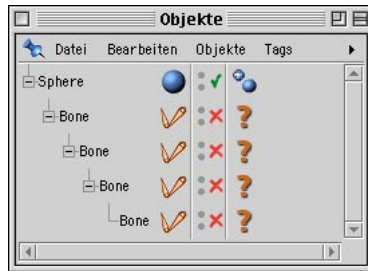 Objekte
Datei Bearbeiten Objekte Tags
Sphere
Bone
Bone
Bone
Bone